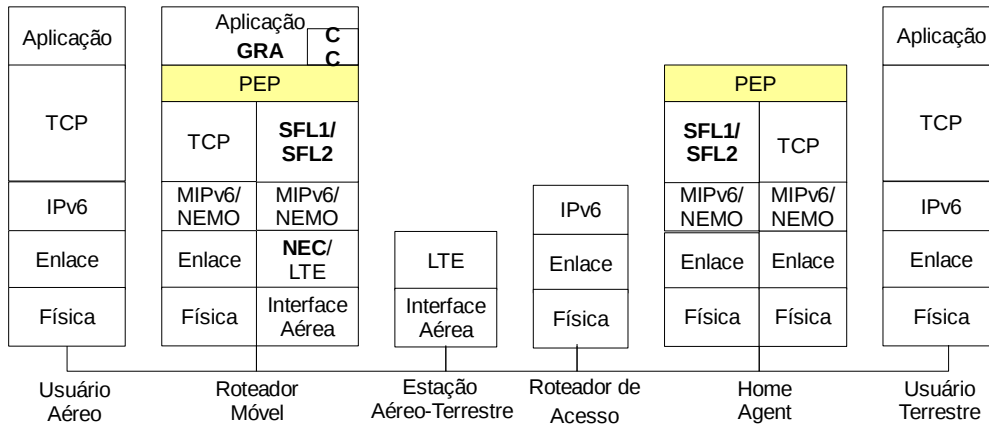 Aplicação
TCP
IPv6
Enlace
Física
Usuário
Aéreo
Aplicação
GRA
C
C
PEP
TCP
SFL1/
SFL2
MIPv6/
NEMO
MIPv6/
NEMO
Enlace
NEC/
LTE
Física
Interface
Aérea
Roteador
Móvel
LTE
Interface
Aérea
Estação
Aéreo-Terrestre
IPv6
Enlace
Física
Roteador de
Acesso
PEP
SFL1/
SFL2
TCP
MIPv6/
NEMO
MIPv6/
NEMO
Enlace
Enlace
Física
Física
Home
Agent
Aplicação
TCP
IPv6
Enlace
Física
Usuário
Terrestre